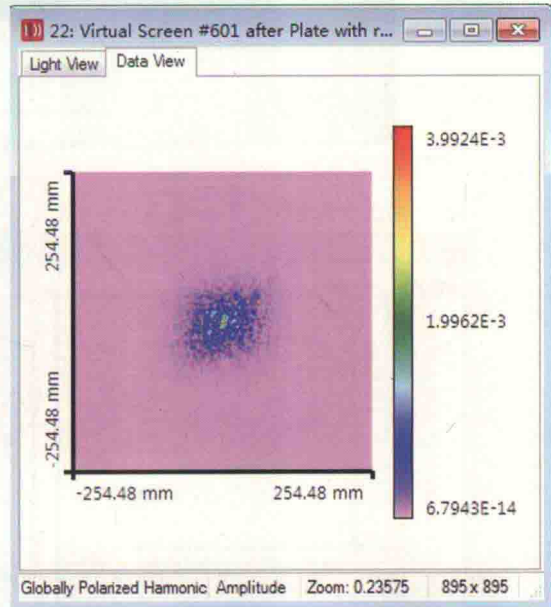 22: Virtual Screen #601 after Plate with r...
Light View Data View
3.9924E-3
254.48 mm
1.9962E-3
-254.48 mm
6.7943E-14
-254.48 mm 254.48 mm
Globally Polarized Harmonic Amplitude Zoom: 0.23575 895 x 895